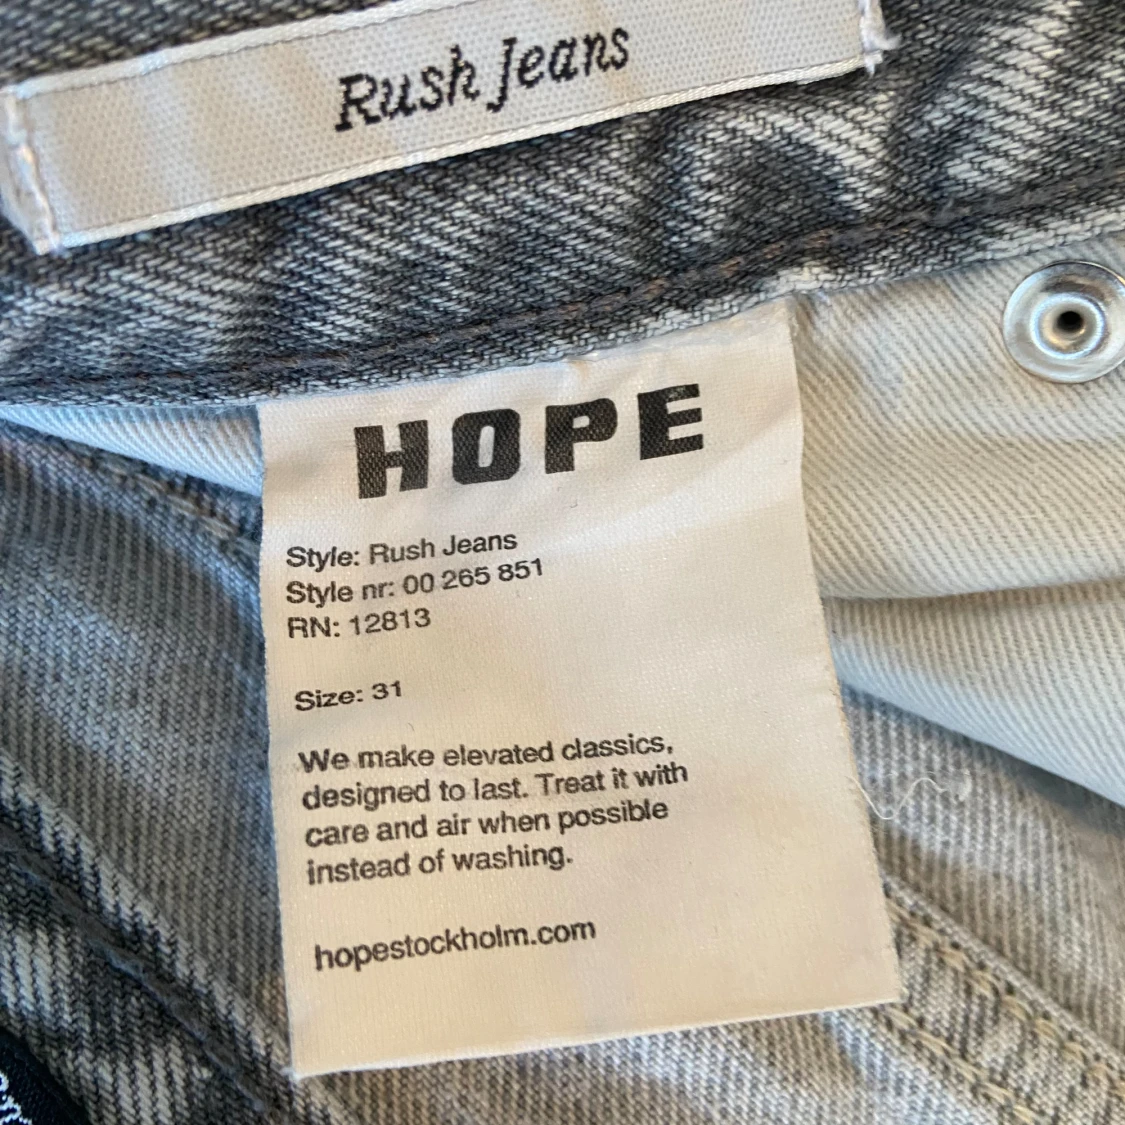 Rush Jeans
HOPE
Style: Rush Jeans
Style nr: 00 265 851
RN: 12813
Size: 31
We make elevated classics,
designed to last. Treat it with
care and air when possible
instead of washing.
hopestockholm.com